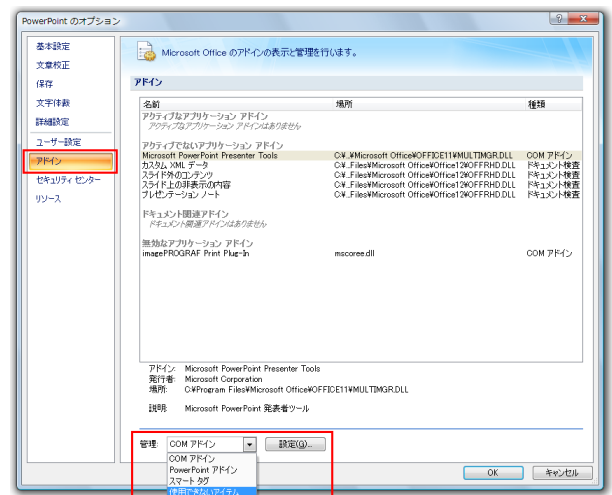 PowerPoint のオプション
基本設定
文章校正
保存
文字体裁
詳細設定
ユーザー設定
アドイン
セキュリティ センター
リソース
Microsoft Office のアドインの表示と管理を行います。
アドイン
名前 場所 種類
アクティブなアプリケーション アドイン
アクティブなアプリケーション アドインはありません
アクティブでないアプリケーション アドイン
Microsoft PowerPoint Presenter Tools C:¥...Microsoft Office¥OFFICE11¥MULTIMGR.DLL COM アドイン
カスタム XML データ C:¥...Files¥Microsoft Office¥Office12¥OFFRHD.DLL ドキュメント検査
スライド外のコンテンツ C:¥...Files¥Microsoft Office¥Office12¥OFFRHD.DLL ドキュメント検査
スライド上の非表示の内容 C:¥...Files¥Microsoft Office¥Office12¥OFFRHD.DLL ドキュメント検査
プレゼンテーション ノート C:¥...Files¥Microsoft Office¥Office12¥OFFRHD.DLL ドキュメント検査
ドキュメント関連アドイン
ドキュメント関連アドインはありません
無効なアプリケーション アドイン
imagePROGRAF Print Plug-In mscoree.dll COM アドイン
アドイン: Microsoft PowerPoint Presenter Tools
発行者: Microsoft Corporation
場所: C:¥Program Files¥Microsoft Office¥OFFICE11¥MULTIMGR.DLL
説明: Microsoft PowerPoint 発表者ツール
管理: COM アドイン 設定(G)...
COM アドイン
PowerPoint アドイン
スマート タグ
使用できないアイテム
OK キャンセル